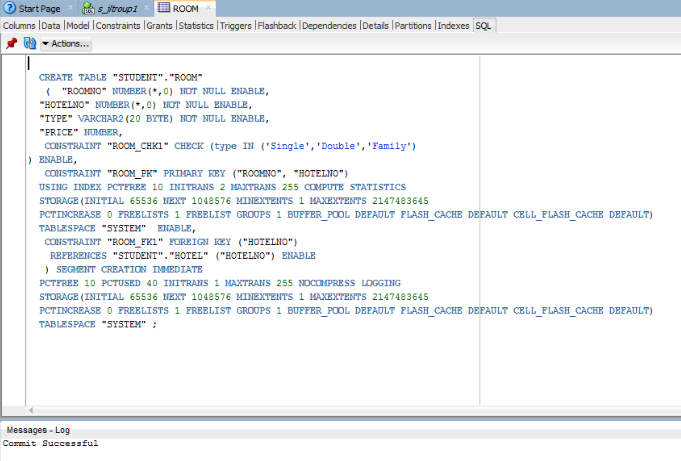 Start Page s_jltroup1 ROOM
Columns Data Model Constraints Grants Statistics Triggers Flashback Dependencies Details Partitions Indexes SQL
Actions...
CREATE TABLE "STUDENT"."ROOM"
( "ROOMNO" NUMBER(*,0) NOT NULL ENABLE,
"HOTELNO" NUMBER(*,0) NOT NULL ENABLE,
"TYPE" VARCHAR2(20 BYTE) NOT NULL ENABLE,
"PRICE" NUMBER,
CONSTRAINT "ROOM_CHK1" CHECK (type IN ('Single','Double','Family')
) ENABLE,
CONSTRAINT "ROOM_PK" PRIMARY KEY ("ROOMNO", "HOTELNO")
USING INDEX PCTFREE 10 INITRANS 2 MAXTRANS 255 COMPUTE STATISTICS
STORAGE(INITIAL 65536 NEXT 1048576 MINEXTENTS 1 MAXEXTENTS 2147483645
PCTINCREASE 0 FREELISTS 1 FREELIST GROUPS 1 BUFFER_POOL DEFAULT FLASH_CACHE DEFAULT CELL_FLASH_CACHE DEFAULT)
TABLESPACE "SYSTEM" ENABLE,
CONSTRAINT "ROOM_FK1" FOREIGN KEY ("HOTELNO")
REFERENCES "STUDENT"."HOTEL" ("HOTELNO") ENABLE
) SEGMENT CREATION IMMEDIATE
PCTFREE 10 PCTUSED 40 INITRANS 1 MAXTRANS 255 NOCOMPRESS LOGGING
STORAGE(INITIAL 65536 NEXT 1048576 MINEXTENTS 1 MAXEXTENTS 2147483645
PCTINCREASE 0 FREELISTS 1 FREELIST GROUPS 1 BUFFER_POOL DEFAULT FLASH_CACHE DEFAULT CELL_FLASH_CACHE DEFAULT)
TABLESPACE "SYSTEM" ;
Messages - Log
Commit Successful